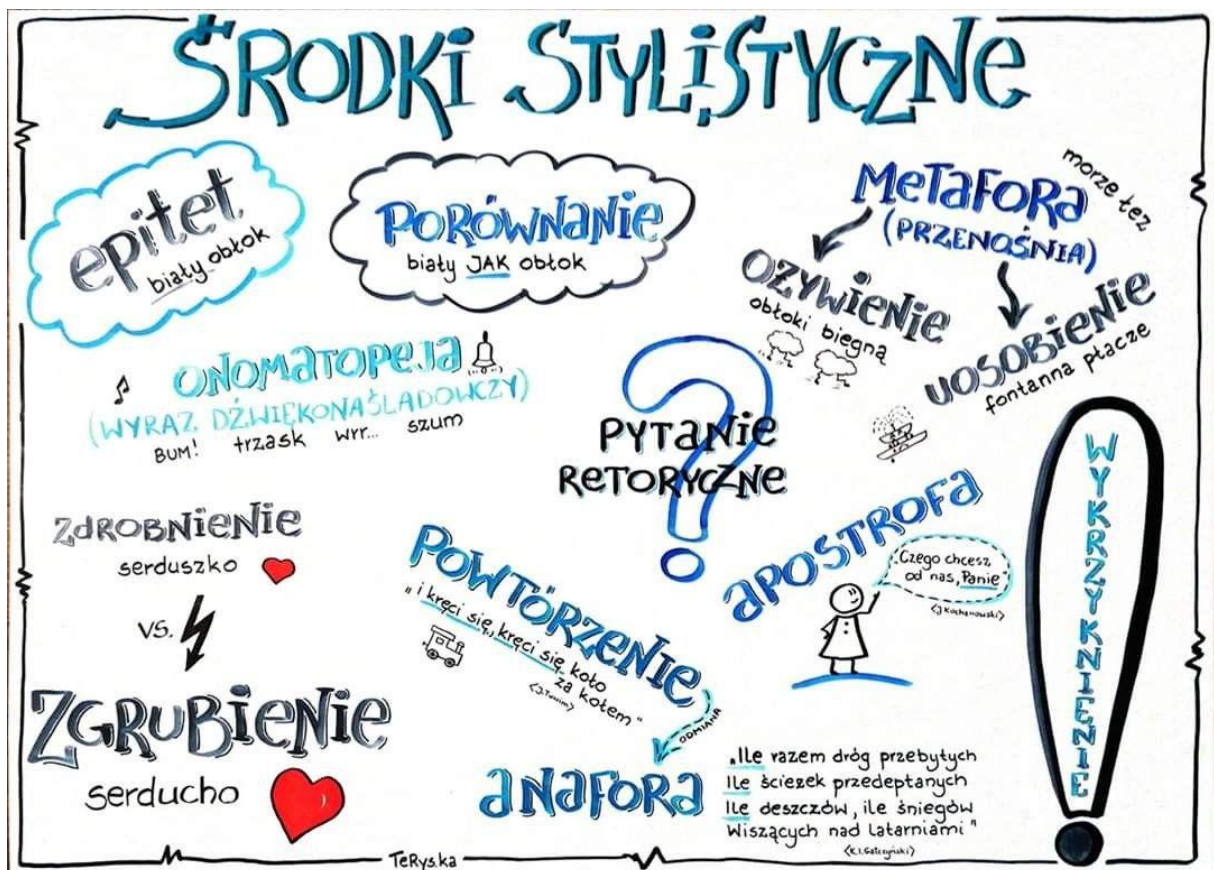 ŚRODKI STYLISTYCZNE
epitet
biały obłok
PORÓWNANIE
biały JAK obłok
METAFORA
(PRZENOŚNIA)
morze łez
OŻYWIENIE
obłoki biegną
UOSOBIENIE
fontanna płacze
ONOMATOPEJA
(WYRAZ DŹWIĘKONAŚLADOWCZY)
BUM! trzask wrr... szum
PYTANIE
RETORYCZNE
ZDROBNIENIE
serduszko
VS.
ZGRUBIENIE
serducho
POWTÓRZENIE
„i kręci się, kręci się koło
za kołem"
<J.Tuwim>
ODMIANA
ANAFORA
„Ile razem dróg przebytych
Ile ścieżek przedeptanych
Ile deszczów, ile śniegów
Wiszących nad latarniami"
<K.I.Gałczyński>
APOSTROFA
„Czego chcesz
od nas, Panie"
<J.Kochanowski>
WYKRZYKNIENIE
TeRys.ka